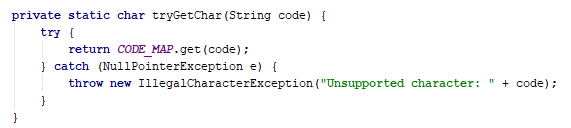 private static char tryGetChar(String code) {
    try {
        return CODE_MAP.get(code);
    } catch (NullPointerException e) {
        throw new IllegalCharacterException("Unsupported character: " + code);
    }
}